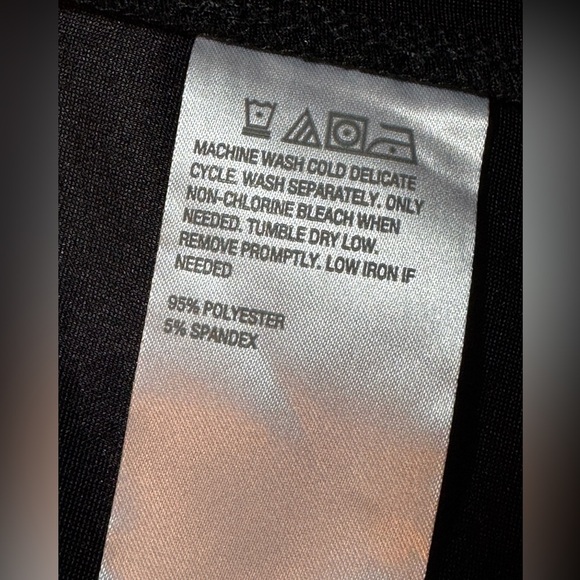 MACHINE WASH COLD DELICATE
CYCLE. WASH SEPARATELY. ONLY
NON-CHLORINE BLEACH WHEN
NEEDED. TUMBLE DRY LOW.
REMOVE PROMPTLY. LOW IRON IF
NEEDED
95% POLYESTER
5% SPANDEX